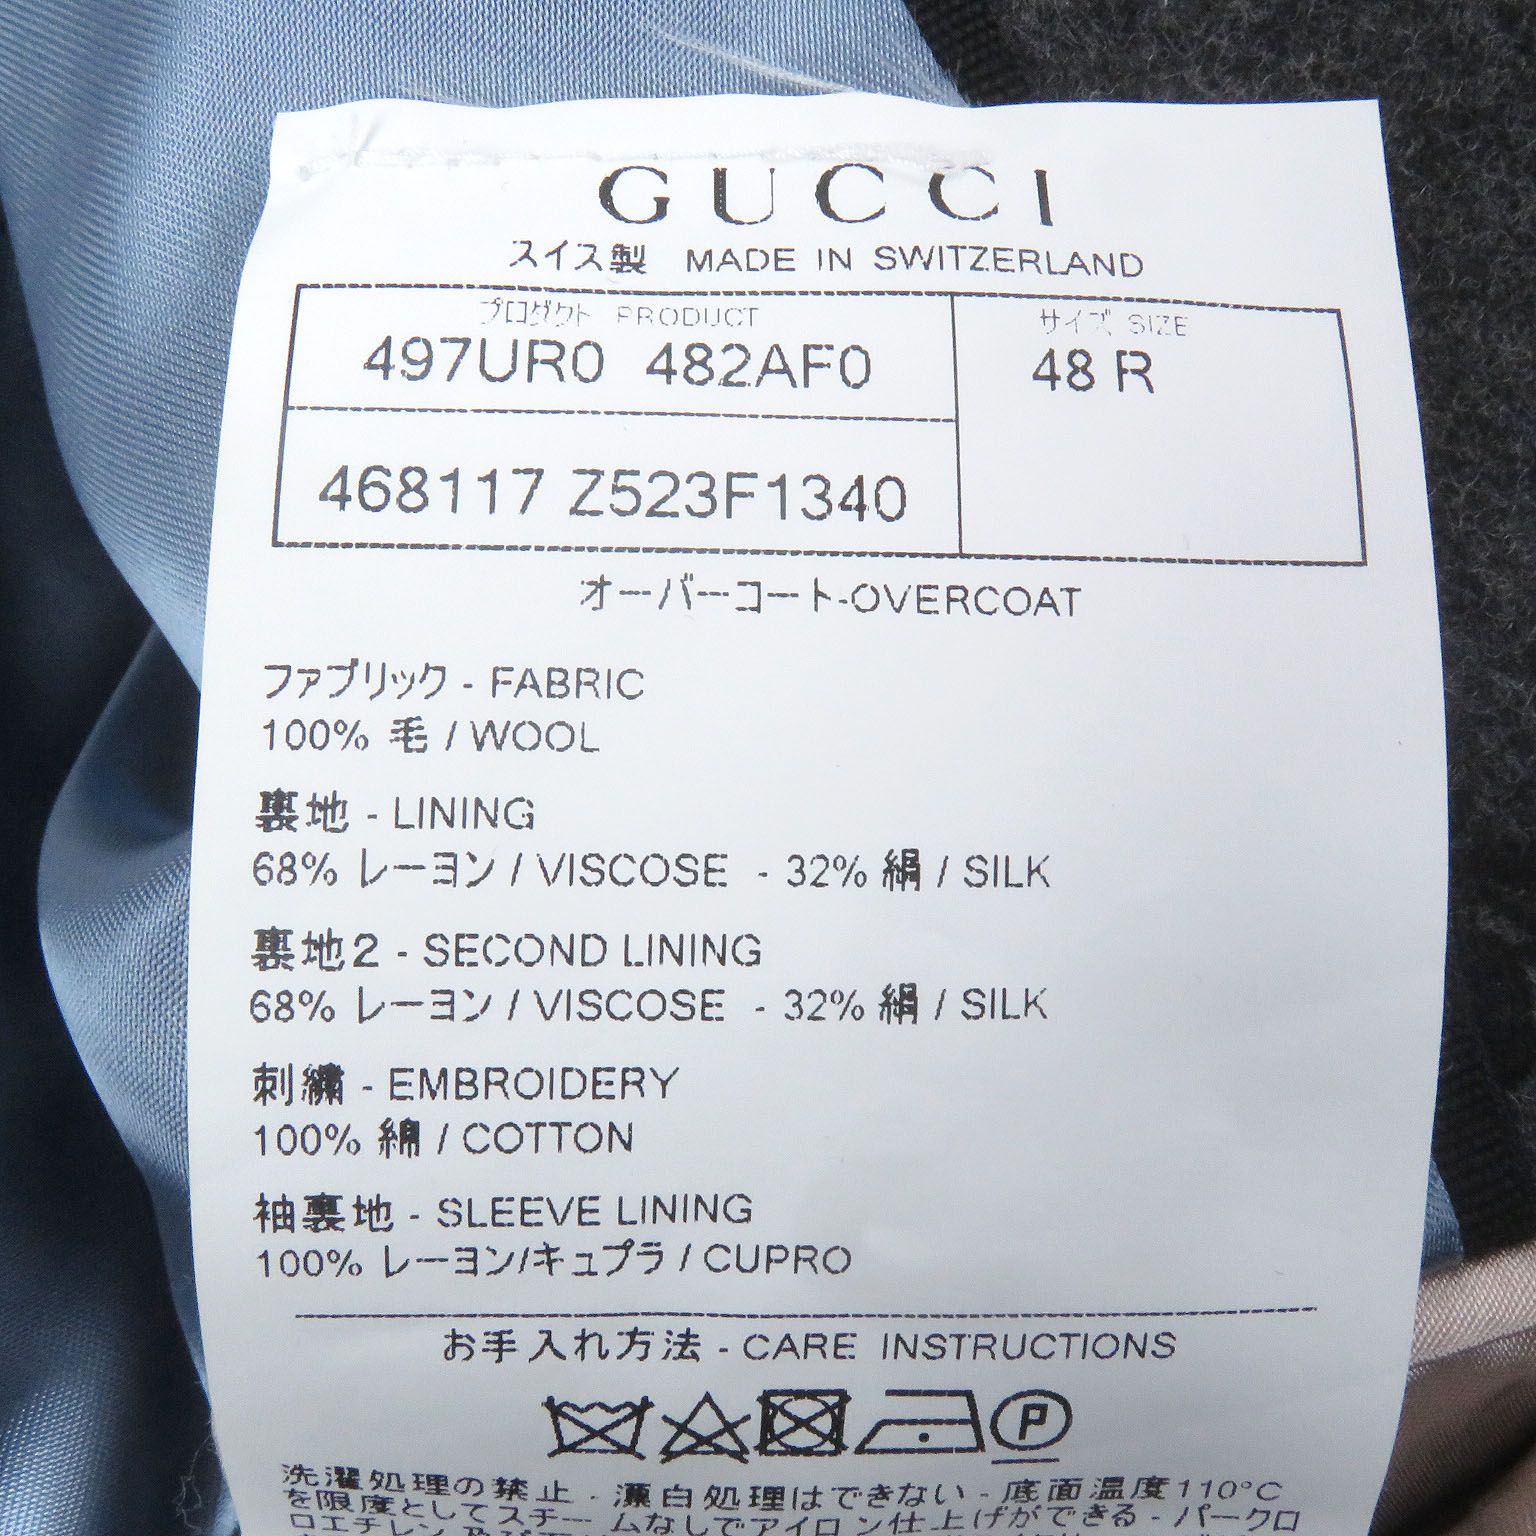 GUCCI
スイス製 MADE IN SWITZERLAND
プロダクト PRODUCT
497UR0 482AF0
サイズ SIZE
48 R
468117 Z523F1340
オーバーコート-OVERCOAT
ファブリック - FABRIC
100% 毛 / WOOL
裏地 - LINING
68% レーヨン / VISCOSE - 32% 絹 / SILK
裏地2 - SECOND LINING
68% レーヨン / VISCOSE - 32% 絹 / SILK
刺繍 - EMBROIDERY
100% 綿 / COTTON
袖裏地 - SLEEVE LINING
100% レーヨン/キュプラ / CUPRO
お手入れ方法 - CARE INSTRUCTIONS
P
洗濯処理の禁止 - 漂白処理はできない - 底面温度110°C
を限度としてスチームなしでアイロン仕上げができる - パークロ
ロエチレン及び